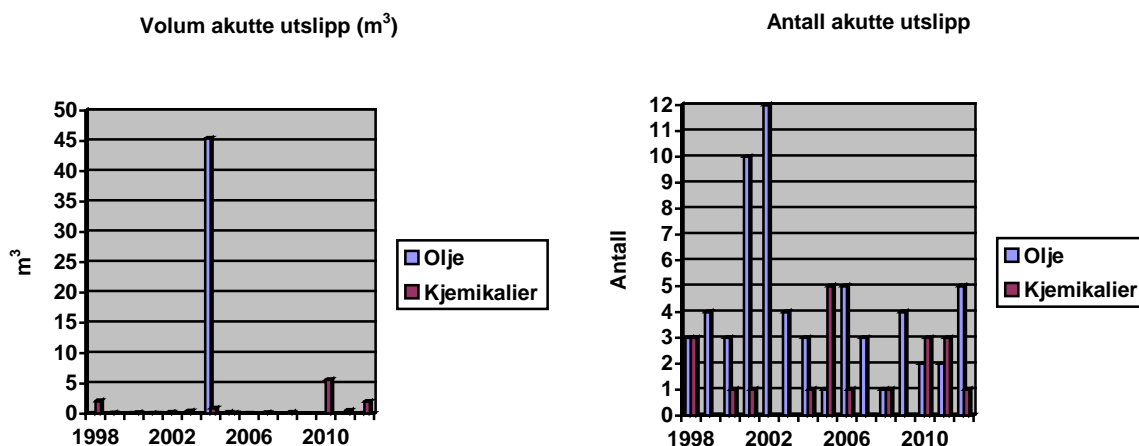 Volum akutte utslipp (m³)
50
45
40
35
30
25
20
15
10
5
0
m³
1998 2002 2006 2010
Olje
Kjemikalier
Antall akutte utslipp
12
11
10
9
8
7
6
5
4
3
2
1
0
Antall
1998 2002 2006 2010
Olje
Kjemikalier